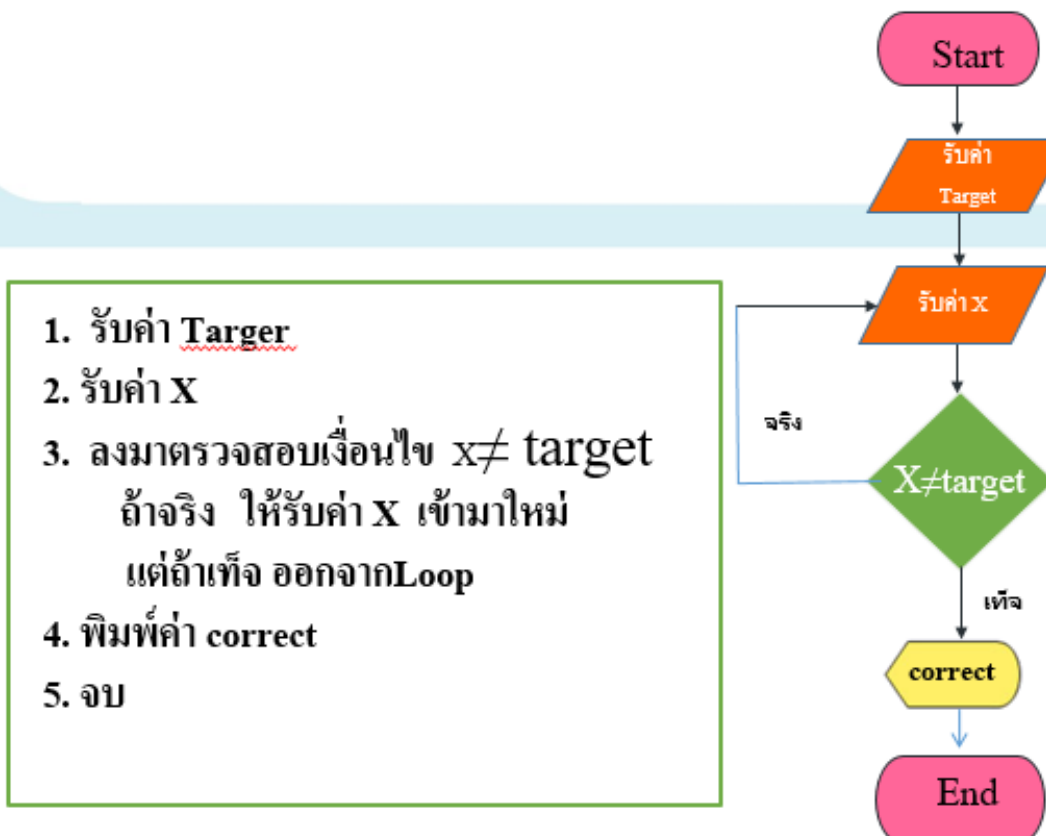 Start
รับค่า
Target
รับค่า x
จริง
X≠target
เท็จ
correct
End
1. รับค่า Targer
2. รับค่า X
3. ลงมาตรวจสอบเงื่อนไข x≠ target
ถ้าจริง ให้รับค่า X เข้ามาใหม่
แต่ถ้าเท็จ ออกจากLoop
4. พิมพ์ค่า correct
5. จบ